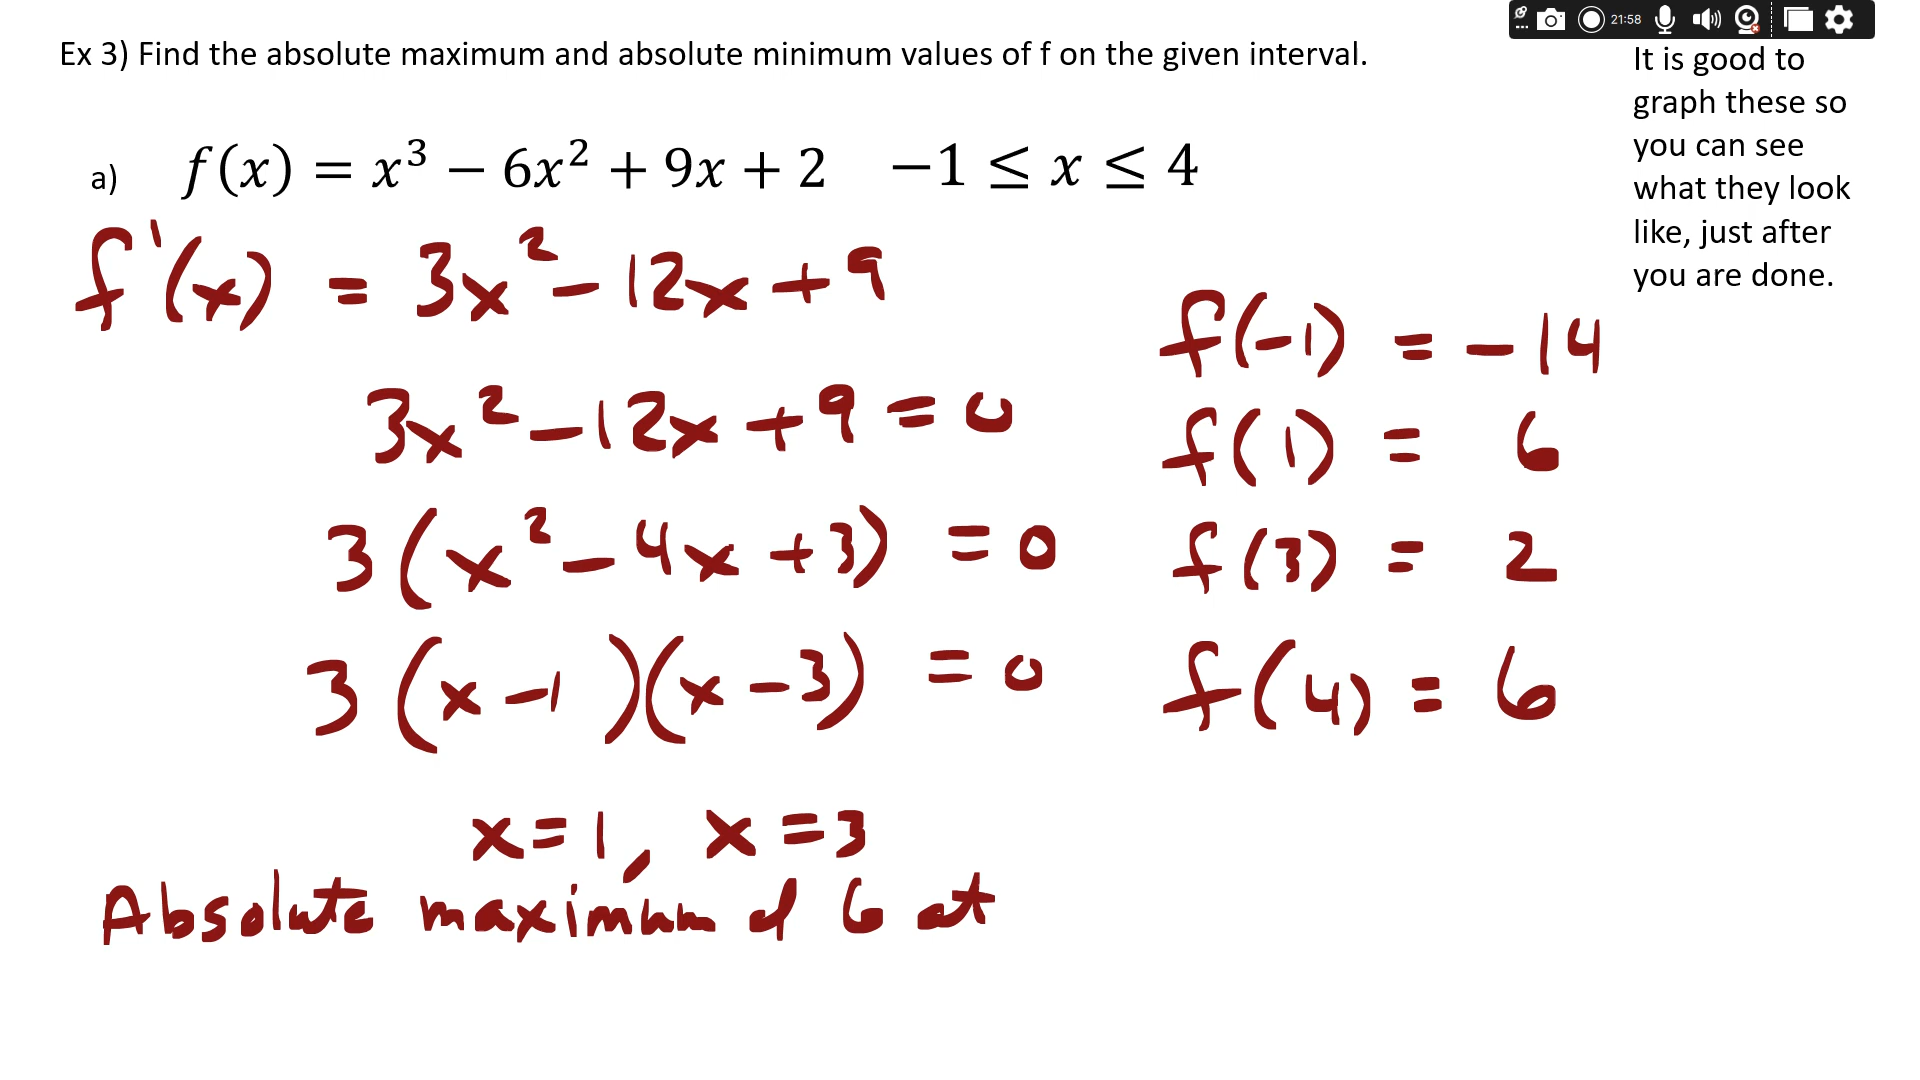 21:58
Ex 3) Find the absolute maximum and absolute minimum values of f on the given interval.
It is good to
graph these so
you can see
what they look
like, just after
you are done.
a) f(x) = x³ − 6x² + 9x + 2 −1 ≤ x ≤ 4
f'(x) = 3x² − 12x + 9
3x² − 12x + 9 = 0
3(x² − 4x + 3) = 0
3(x − 1)(x − 3) = 0
x = 1, x = 3
Absolute maximum of 6 at
f(−1) = −14
f(1) = 6
f(3) = 2
f(4) = 6